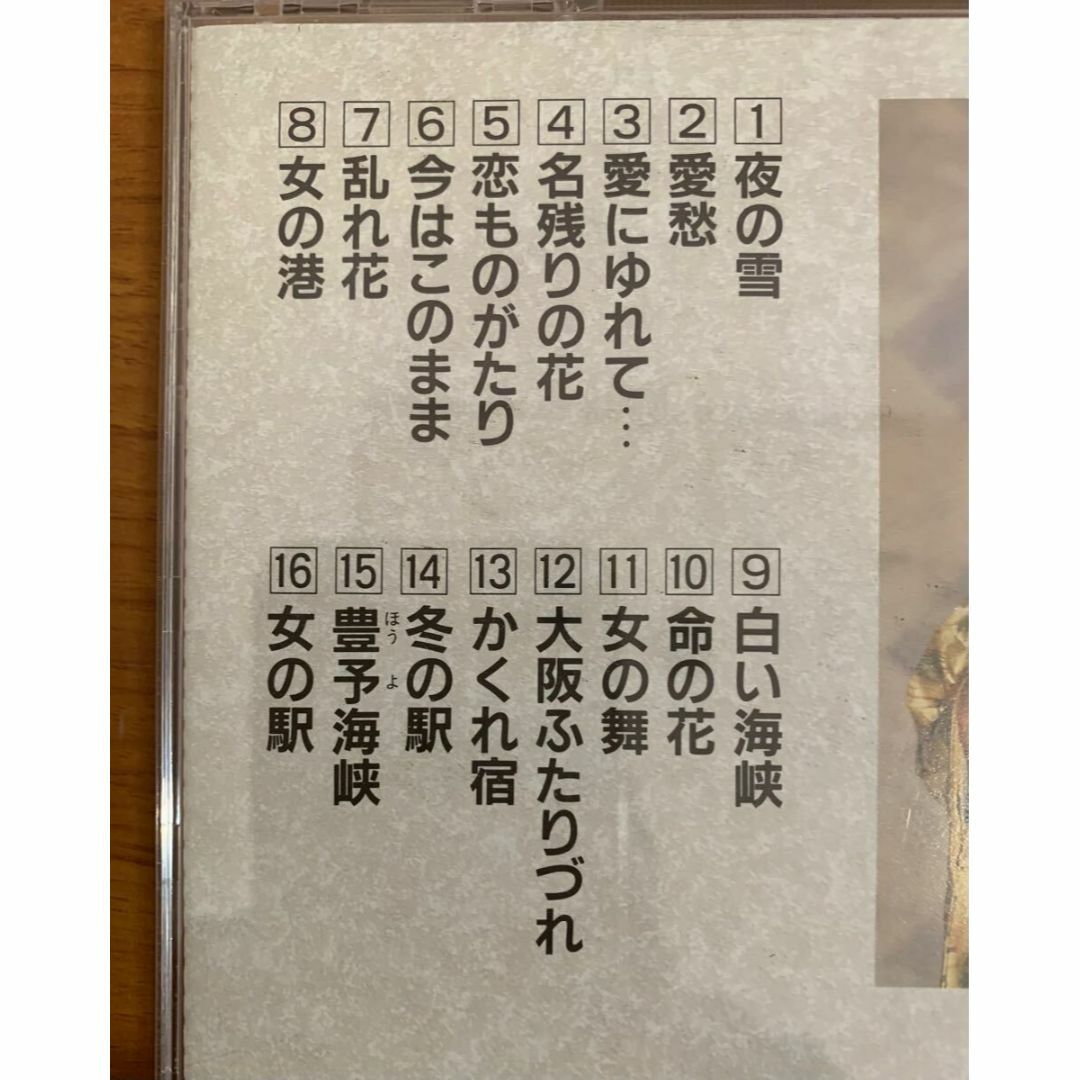 1 夜の雪
2 愛愁
3 愛にゆれて…
4 名残りの花
5 恋ものがたり
6 今はこのまま
7 乱れ花
8 女の港
9 白い海峡
10 命の花
11 女の舞
12 大阪ふたりづれ
13 かくれ宿
14 冬の駅
15 豊予海峡
ほうよ
16 女の駅